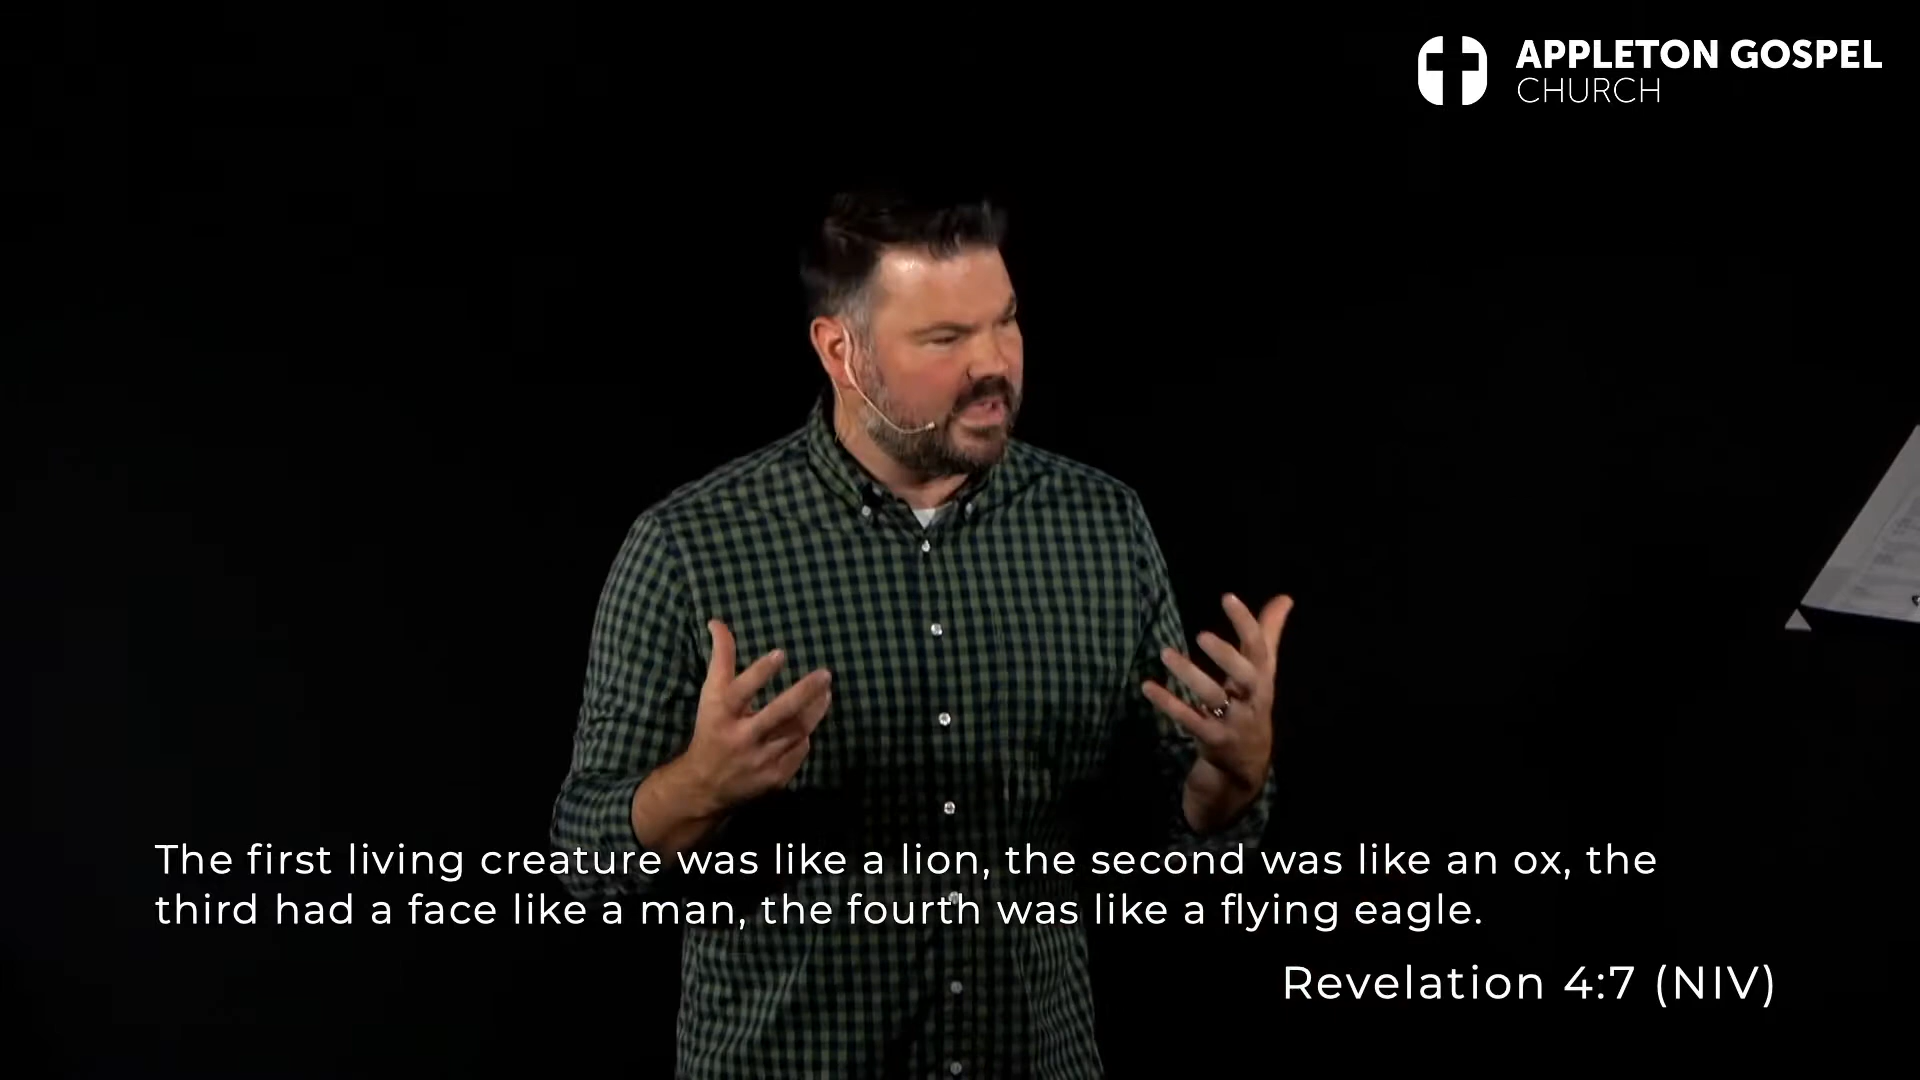 APPLETON GOSPEL
CHURCH
The first living creature was like a lion, the second was like an ox, the
third had a face like a man, the fourth was like a flying eagle.
Revelation 4:7 (NIV)